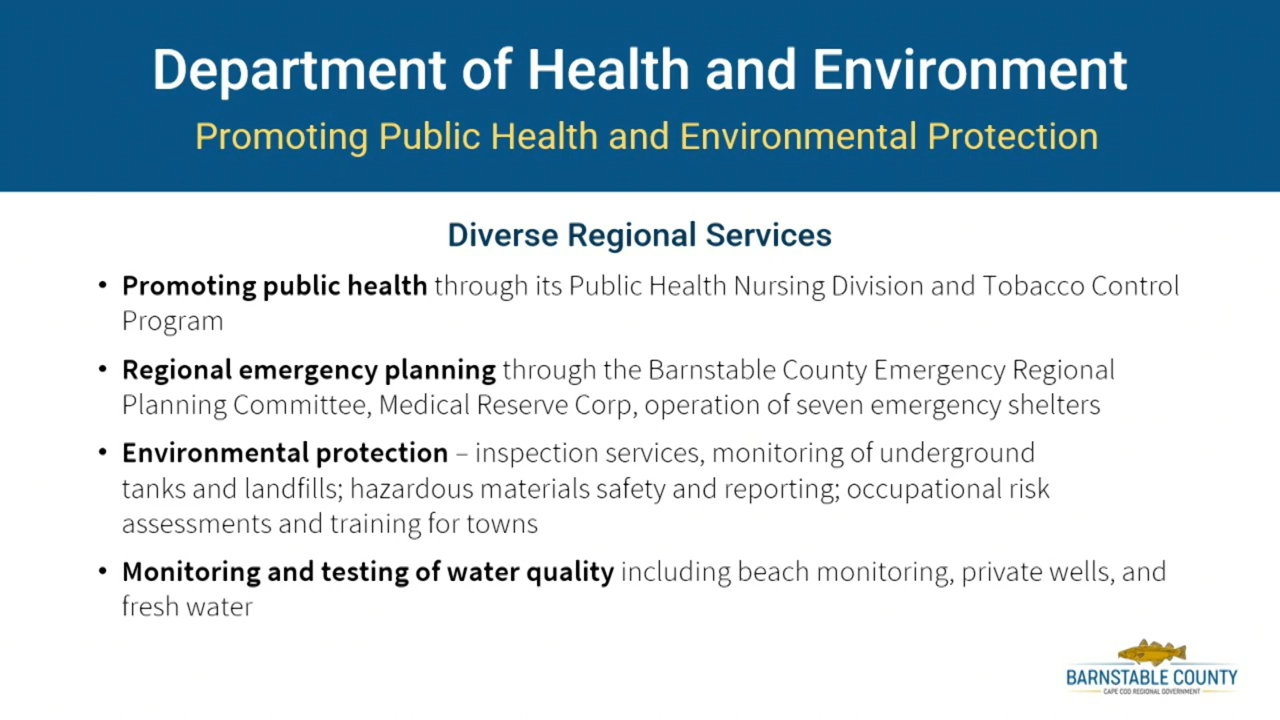 Department of Health and Environment
Promoting Public Health and Environmental Protection
Diverse Regional Services
• Promoting public health through its Public Health Nursing Division and Tobacco Control
Program
• Regional emergency planning through the Barnstable County Emergency Regional
Planning Committee, Medical Reserve Corp, operation of seven emergency shelters
• Environmental protection – inspection services, monitoring of underground
tanks and landfills; hazardous materials safety and reporting; occupational risk
assessments and training for towns
• Monitoring and testing of water quality including beach monitoring, private wells, and
fresh water
BARNSTABLE COUNTY
CAPE COD REGIONAL GOVERNMENT